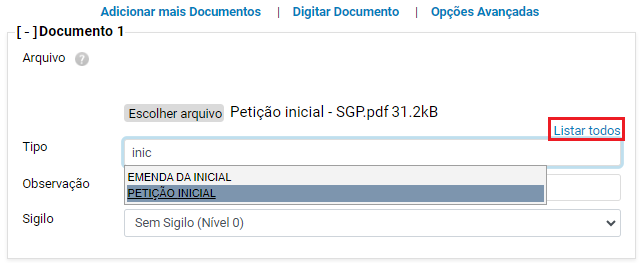 Adicionar mais Documentos | Digitar Documento | Opções Avançadas
[ - ] Documento 1
Arquivo ?
Escolher arquivo Petição inicial - SGP.pdf 31.2kB
Listar todos
Tipo inic
EMENDA DA INICIAL
Observação
PETIÇÃO INICIAL
Sigilo Sem Sigilo (Nível 0)